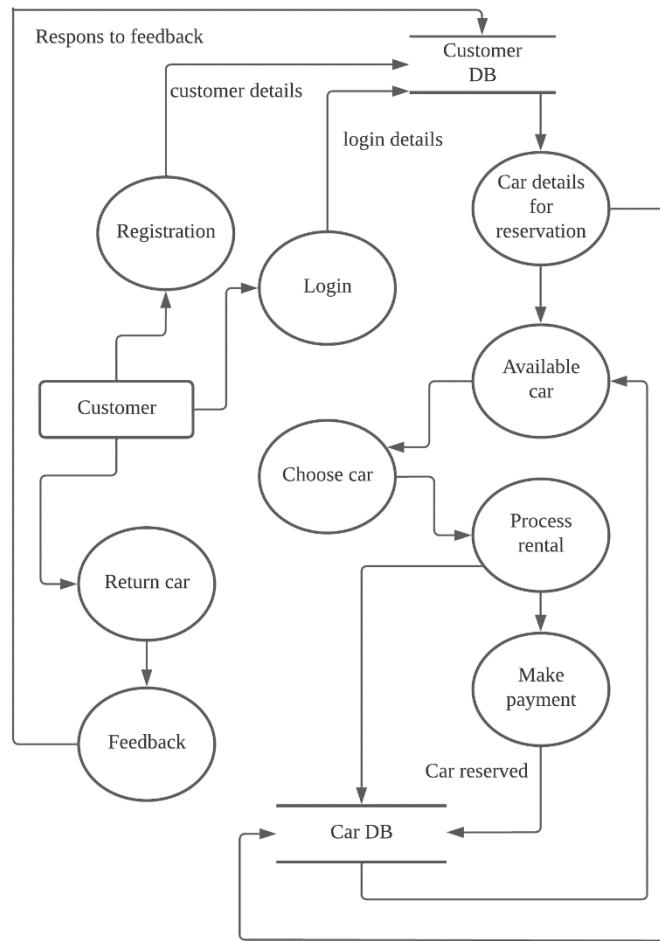 Respons to feedback
Customer
DB
customer details
login details
Car details
for
reservation
Registration
Login
Available
car
Customer
Choose car
Process
rental
Return car
Make
payment
Feedback
Car reserved
Car DB